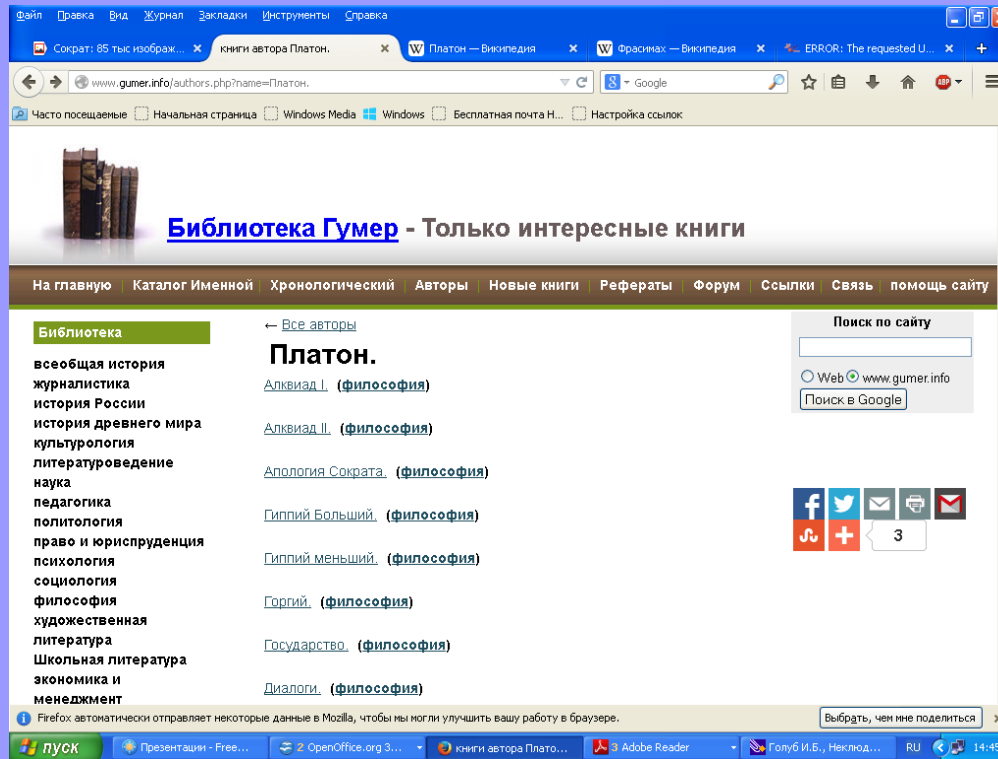 Файл Правка Вид Журнал Закладки Инструменты Справка
Сократ: 85 тыс изображ... книги автора Платон. Платон — Википедия Фрасимах — Википедия ERROR: The requested U...
www.gumer.info/authors.php?name=Платон. Google
Часто посещаемые Начальная страница Windows Media Windows Бесплатная почта H... Настройка ссылок
Библиотека Гумер - Только интересные книги
На главную Каталог Именной Хронологический Авторы Новые книги Рефераты Форум Ссылки Связь помощь сайту
Библиотека
всеобщая история
журналистика
история России
история древнего мира
культурология
литературоведение
наука
педагогика
политология
право и юриспруденция
психология
социология
философия
художественная
литература
Школьная литература
экономика и
менеджмент
← Все авторы
Платон.
Алквиад I. (философия)
Алквиад II. (философия)
Апология Сократа. (философия)
Гиппий Больший. (философия)
Гиппий меньший. (философия)
Горгий. (философия)
Государство. (философия)
Диалоги. (философия)
Поиск по сайту
Web www.gumer.info
Поиск в Google
3
Firefox автоматически отправляет некоторые данные в Mozilla, чтобы мы могли улучшить вашу работу в браузере. Выбрать, чем мне поделиться
пуск Презентации - Free... 2 OpenOffice.org 3... книги автора Плато... 3 Adobe Reader Голуб И.Б., Неклюд... RU 14:45